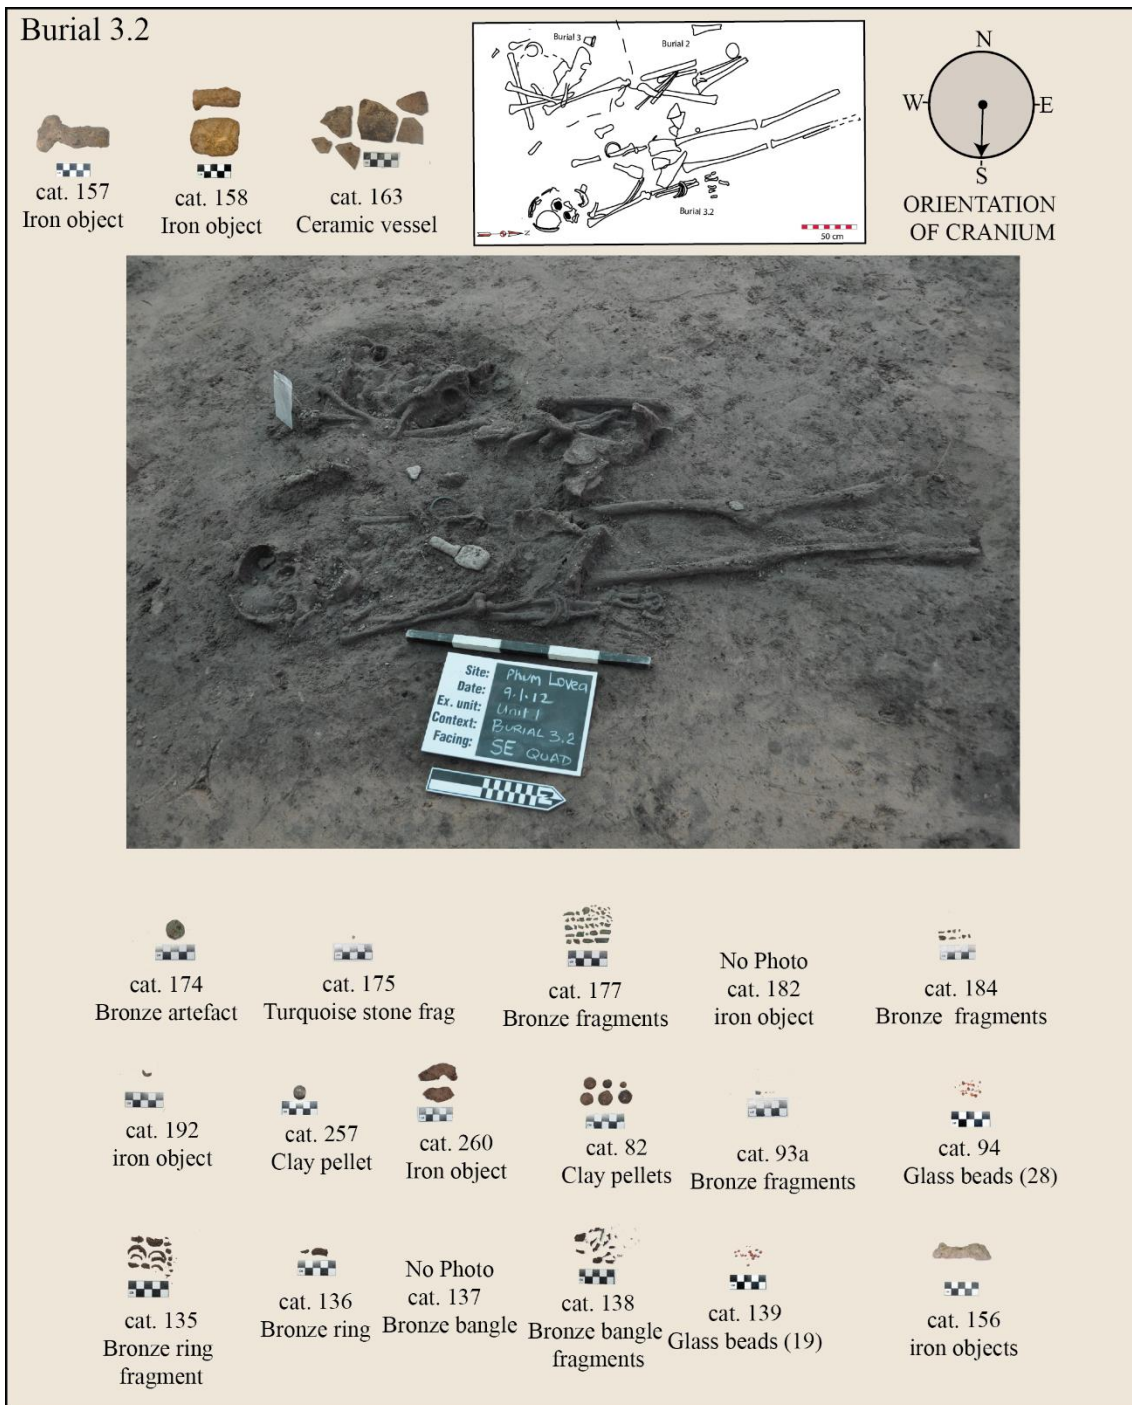 Burial 3.2
cat. 157
Iron object
cat. 158
Iron object
cat. 163
Ceramic vessel
Burial 3
Burial 2
Burial 3.2
N
50 cm
N
W
E
S
ORIENTATION
OF CRANIUM
Site: Phum Lovea
Date: 9.1.12
Ex. unit: Unit 1
Context: BURIAL 3.2
Facing: SE QUAD
cat. 174
Bronze artefact
cat. 175
Turquoise stone frag
cat. 177
Bronze fragments
No Photo
cat. 182
iron object
cat. 184
Bronze fragments
cat. 192
iron object
cat. 257
Clay pellet
cat. 260
Iron object
cat. 82
Clay pellets
cat. 93a
Bronze fragments
cat. 94
Glass beads (28)
cat. 135
Bronze ring
fragment
cat. 136
Bronze ring
No Photo
cat. 137
Bronze bangle
cat. 138
Bronze bangle
fragments
cat. 139
Glass beads (19)
cat. 156
iron objects